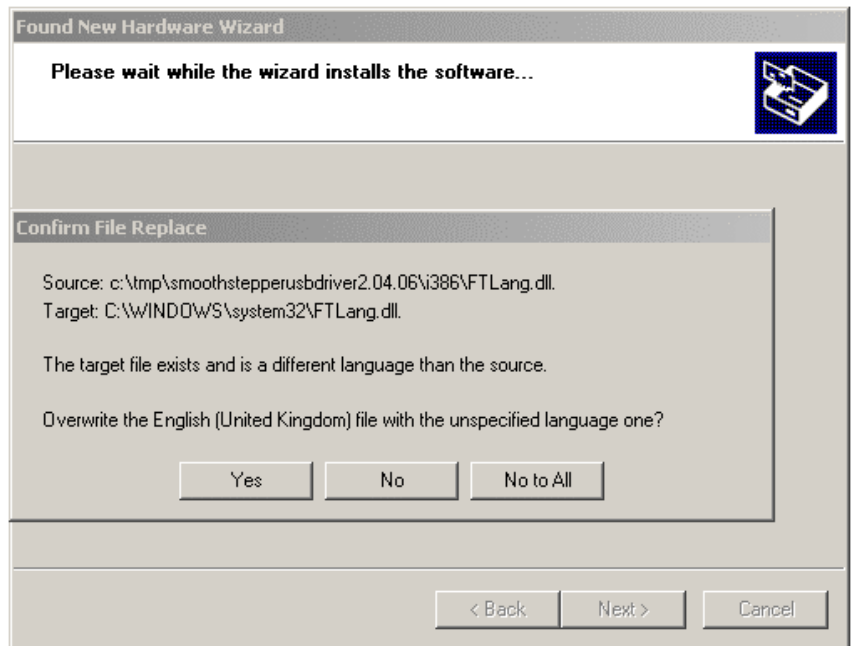 Found New Hardware Wizard
Please wait while the wizard installs the software...
Confirm File Replace
Source: c:\tmp\smoothstepperusbdriver2.04.06\i386\FTLang.dll.
Target: C:\WINDOWS\system32\FTLang.dll.
The target file exists and is a different language than the source.
Overwrite the English (United Kingdom) file with the unspecified language one?
Yes
No
No to All
< Back
Next >
Cancel